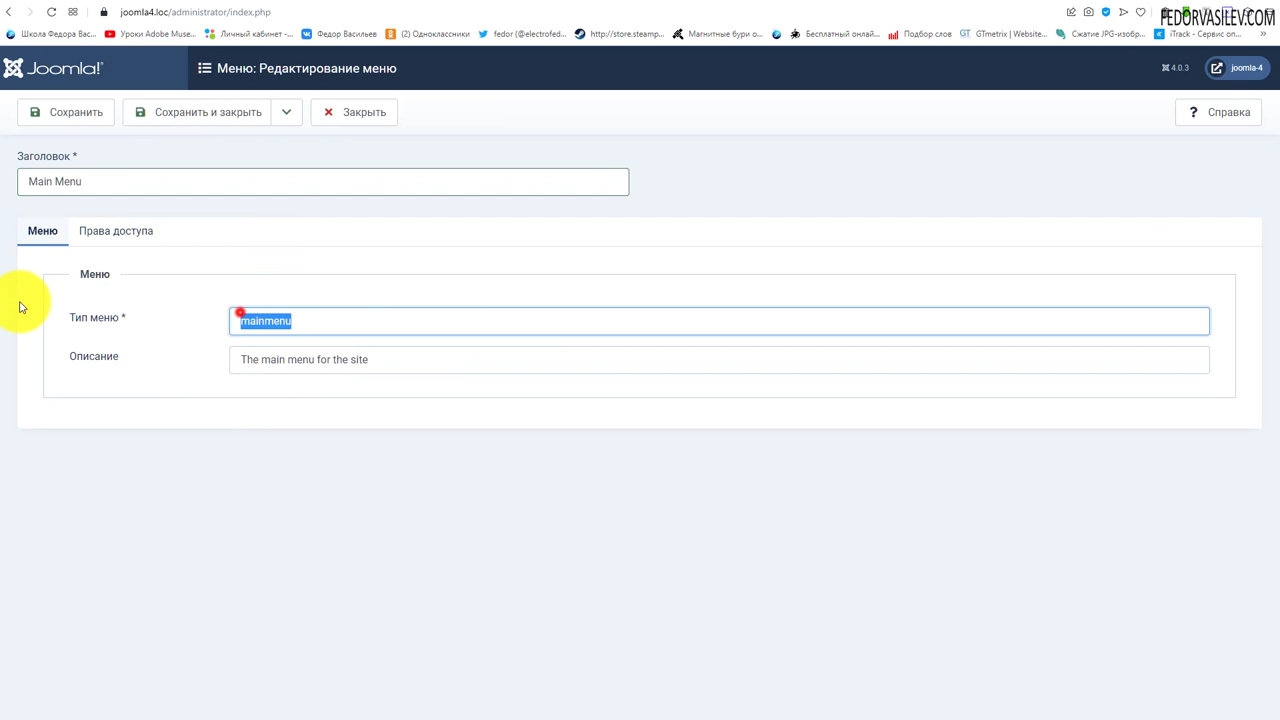 joomla4.loc/administrator/index.php
FEDORVASILEV.COM
Школа Федора Вас...
Уроки Adobe Muse...
Личный кабинет -...
Федор Васильев
(2) Одноклассники
fedor (@electrofed...
http://store.steamp...
Магнитные бури о...
Бесплатный онлай...
Подбор слов
GTmetrix | Website...
Сжатие JPG-изобр...
iTrack - Сервис оп...
Joomla!
Меню: Редактирование меню
4.0.3
joomla-4
Сохранить
Сохранить и закрыть
Закрыть
? Справка
Заголовок *
Main Menu
Меню
Права доступа
Меню
Тип меню *
mainmenu
Описание
The main menu for the site